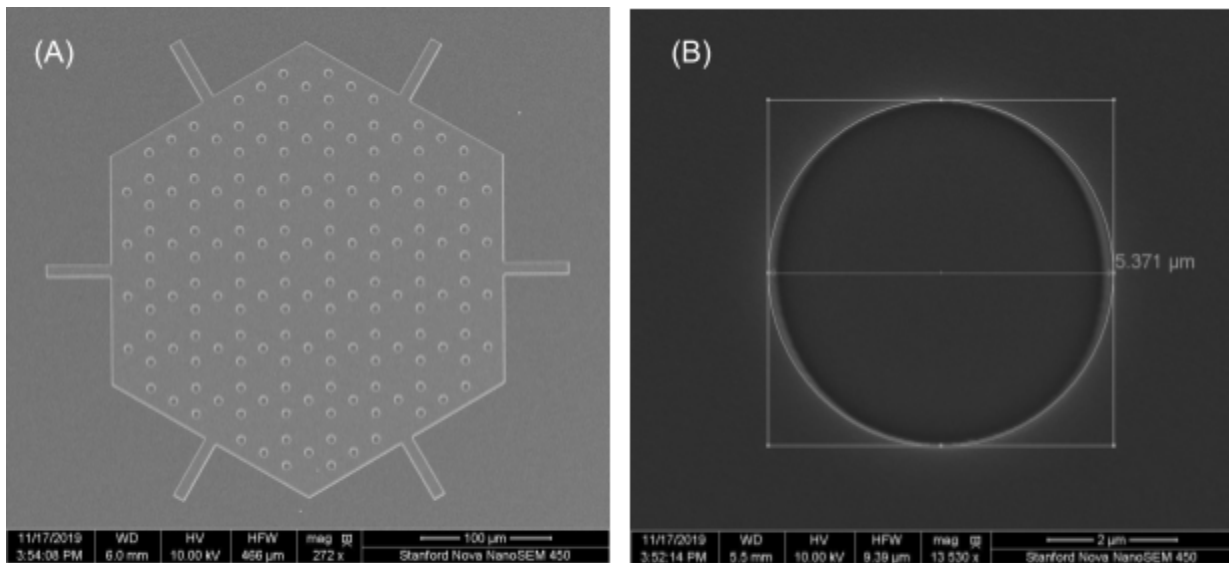 (A)
11/17/2019
3:54:08 PM
WD
6.0 mm
HV
10.00 kV
HFW
466 µm
mag
272 x
100 µm
Stanford Nova NanoSEM 450
(B)
5.371 µm
11/17/2019
3:52:14 PM
WD
5.5 mm
HV
10.00 kV
HFW
9.39 µm
mag
13 530 x
2 µm
Stanford Nova NanoSEM 450